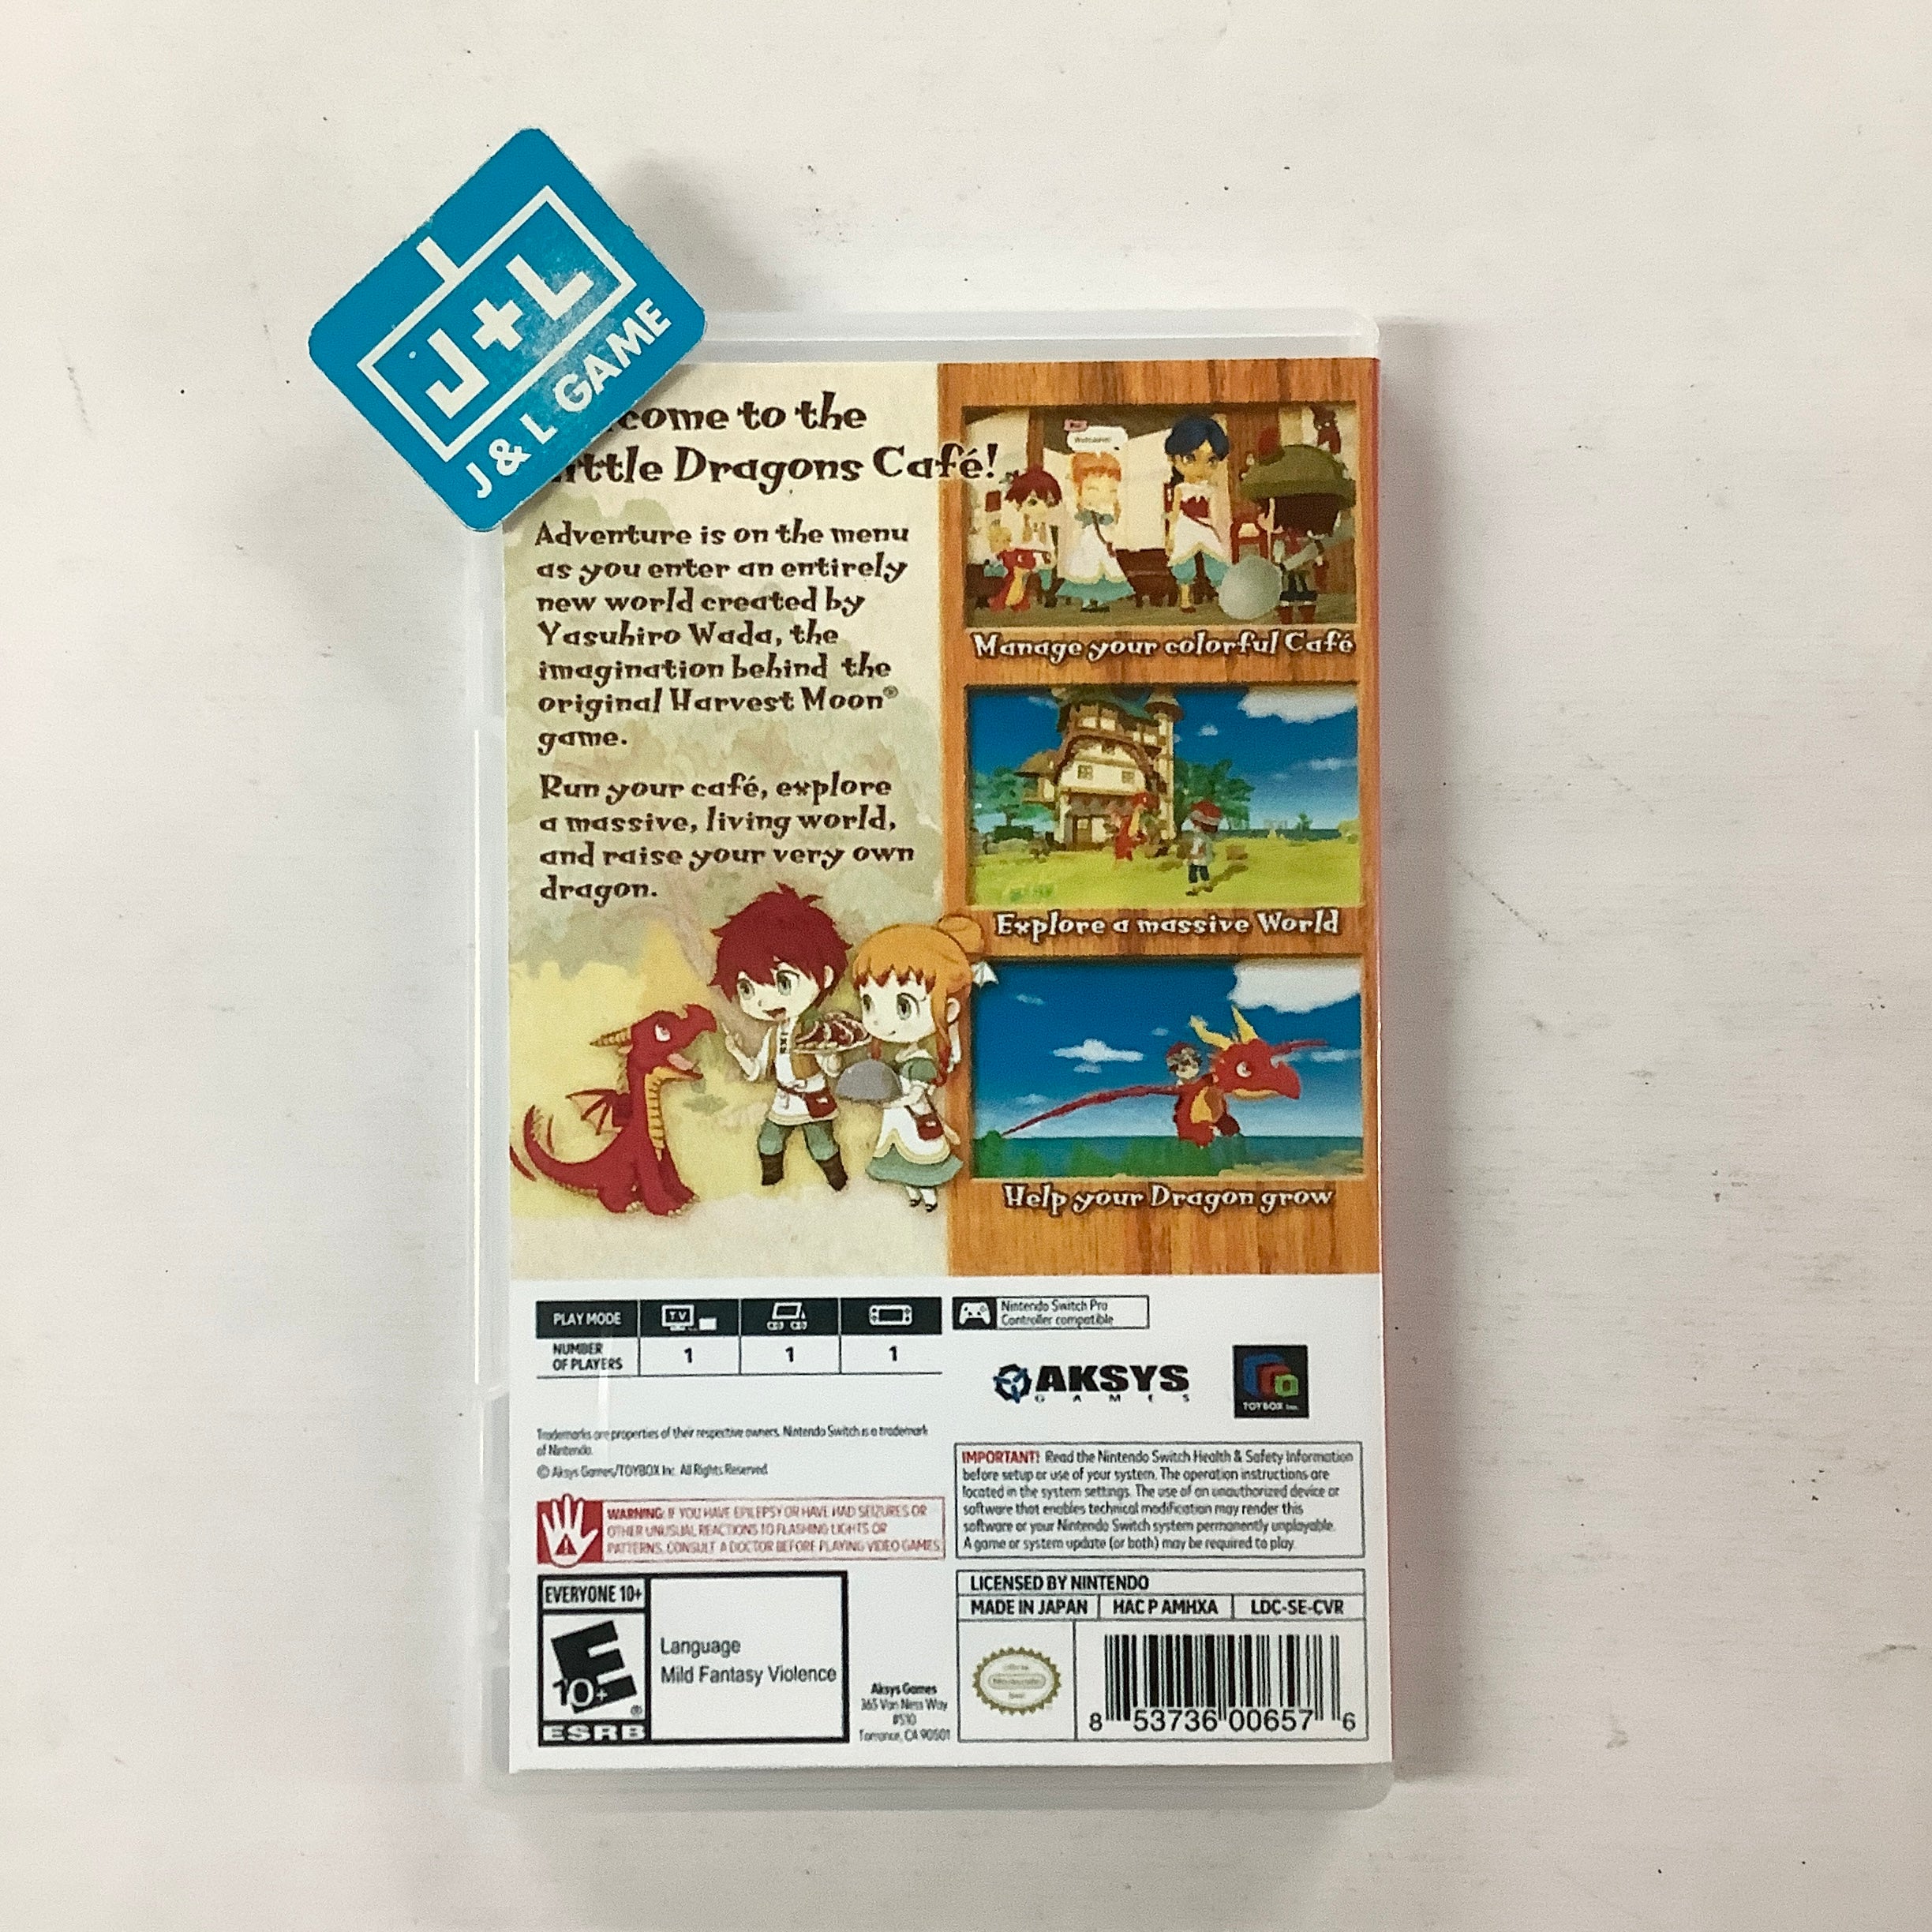 J+L
J & L GAME
come to the
ittle Dragons Café!
Adventure is on the menu
as you enter an entirely
new world created by
Yasuhiro Wada, the
imagination behind the
original Harvest Moon®
game.
Run your café, explore
a massive, living world,
and raise your very own
dragon.
Welcome!
Manage your colorful Café
Explore a massive World
Help your Dragon grow
PLAY MODE
TV
NUMBER
OF PLAYERS
1
1
1
Nintendo Switch Pro
Controller compatible
AKSYS
GAMES
TOYBOX Inc.
Trademarks are properties of their respective owners. Nintendo Switch is a trademark
of Nintendo.
© Aksys Games/TOYBOX Inc. All Rights Reserved
WARNING: IF YOU HAVE EPILEPSY OR HAVE HAD SEIZURES OR
OTHER UNUSUAL REACTIONS TO FLASHING LIGHTS OR
PATTERNS, CONSULT A DOCTOR BEFORE PLAYING VIDEO GAMES.
IMPORTANT! Read the Nintendo Switch Health & Safety Information
before setup or use of your system. The operation instructions are
located in the system settings. The use of an unauthorized device or
software that enables technical modification may render this
software or your Nintendo Switch system permanently unplayable.
A game or system update (or both) may be required to play.
EVERYONE 10+
E
10+
®
ESRB
Language
Mild Fantasy Violence
Aksys Games
365 Van Ness Way
#510
Torrance, CA 90501
LICENSED BY NINTENDO
MADE IN JAPAN
HAC P AMHXA
LDC-SE-CVR
8 53736 00657 6